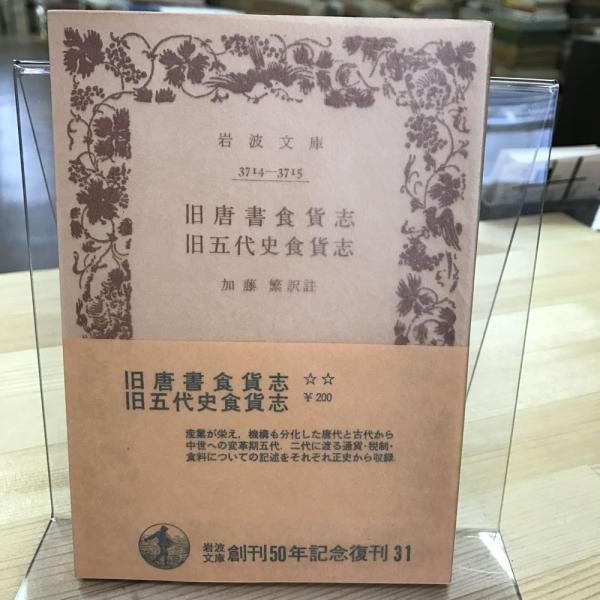 岩波文庫
3714—3715
旧唐書食貨志
旧五代史食貨志
加藤 繁訳註
旧唐書食貨志 ☆☆
旧五代史食貨志 ¥200
産業が栄え，機構も分化した唐代と古代から
中世への変革期五代．二代に渡る通貨・税制・
食料についての記述をそれぞれ正史から収録．
岩波文庫 創刊50年記念復刊 31